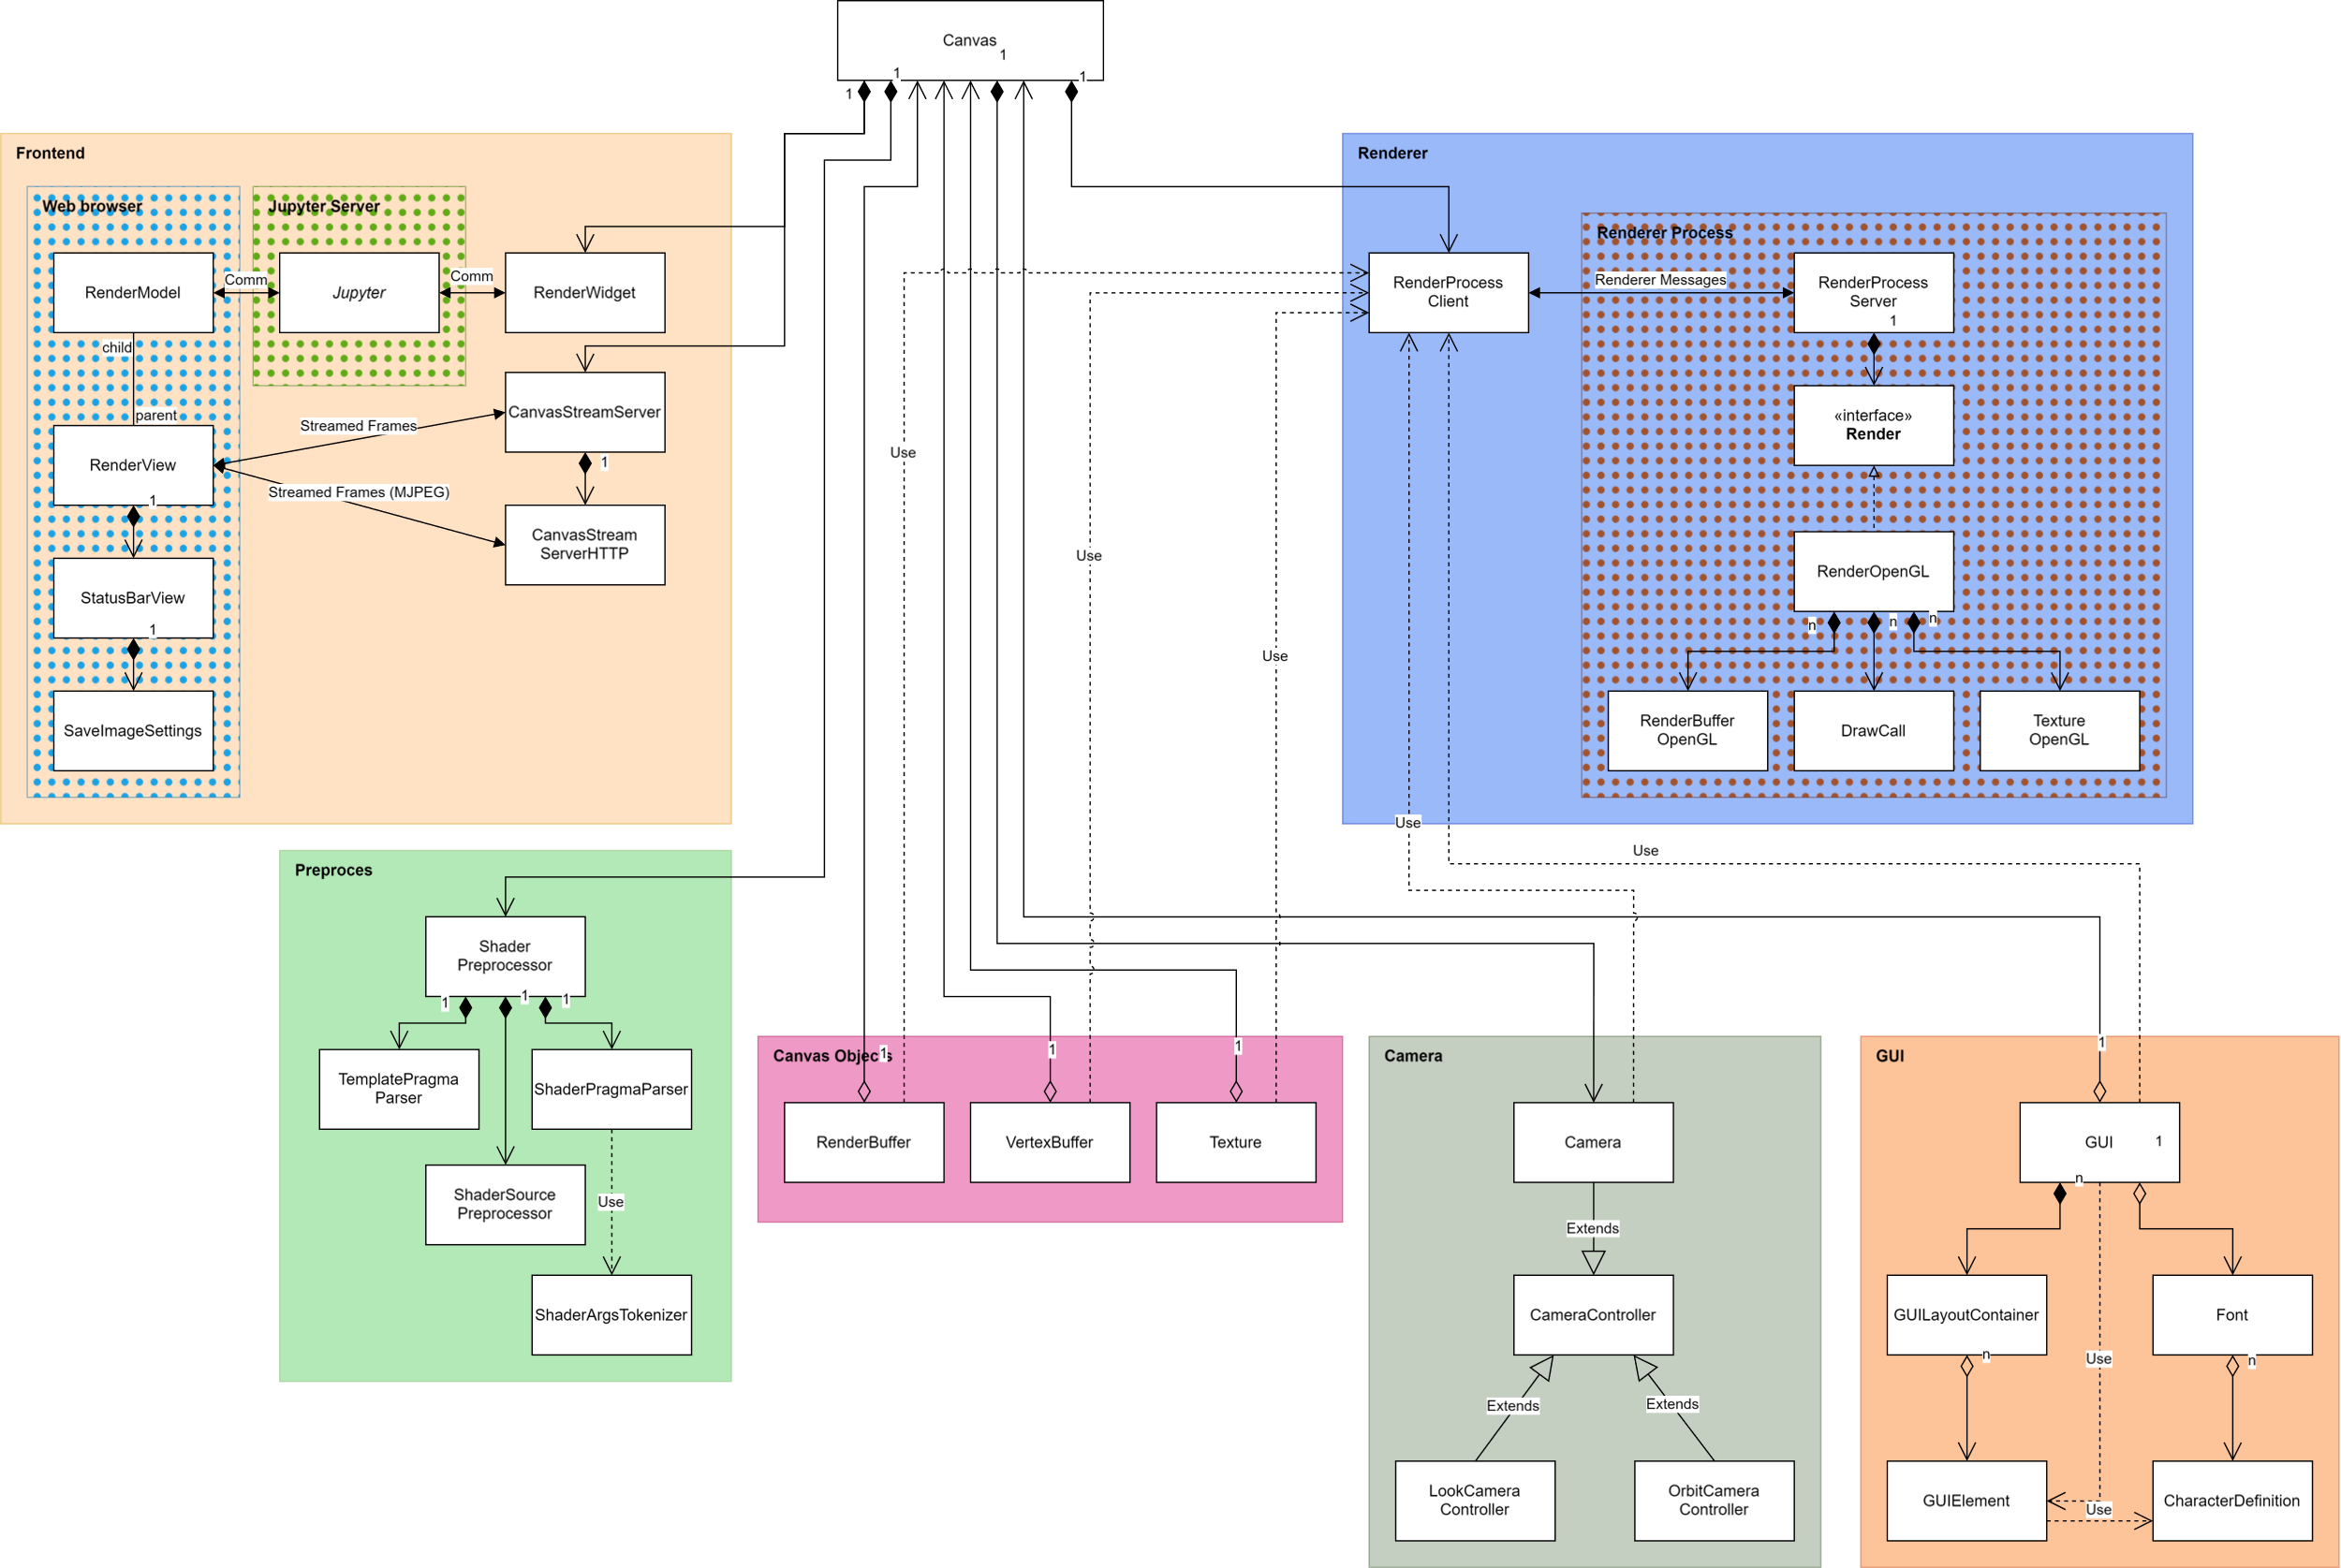 Canvas
1
1
1
1
Frontend
Web browser
Jupyter Server
RenderModel
Comm
Jupyter
Comm
RenderWidget
child
parent
CanvasStreamServer
Streamed Frames
RenderView
1
1
Streamed Frames (MJPEG)
CanvasStream
ServerHTTP
StatusBarView
1
SaveImageSettings
Renderer
Renderer Process
RenderProcess
Client
Renderer Messages
RenderProcess
Server
1
«interface»
Render
RenderOpenGL
n
n
n
RenderBuffer
OpenGL
DrawCall
Texture
OpenGL
Use
Use
Use
Use
Use
Preproces
Shader
Preprocessor
1
1
1
TemplatePragma
Parser
ShaderPragmaParser
ShaderSource
Preprocessor
Use
ShaderArgsTokenizer
Canvas Objects
1
1
1
RenderBuffer
VertexBuffer
Texture
Camera
Camera
Extends
CameraController
Extends
Extends
LookCamera
Controller
OrbitCamera
Controller
GUI
1
GUI
1
n
GUILayoutContainer
Font
n
Use
n
GUIElement
Use
CharacterDefinition